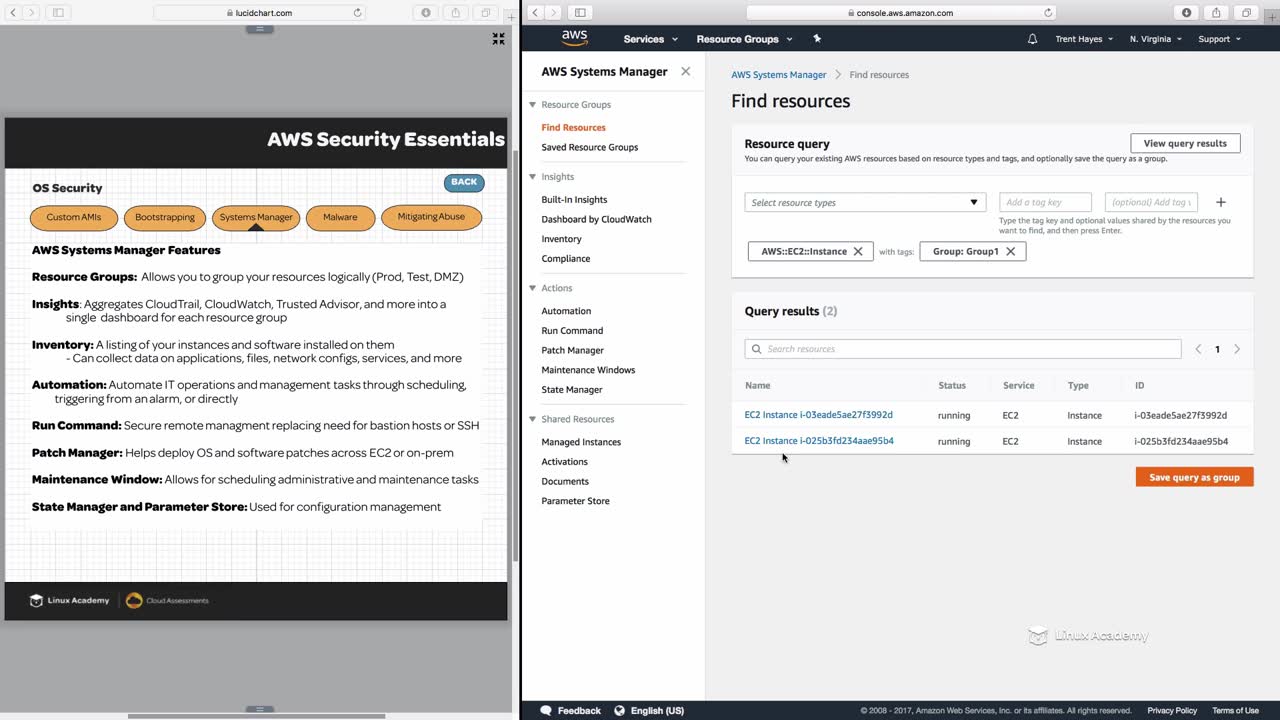 lucidchart.com
AWS Security Essentials
OS Security
BACK
Custom AMIs
Bootstrapping
Systems Manager
Malware
Mitigating Abuse
AWS Systems Manager Features
Resource Groups: Allows you to group your resources logically (Prod, Test, DMZ)
Insights: Aggregates CloudTrail, CloudWatch, Trusted Advisor, and more into a
single dashboard for each resource group
Inventory: A listing of your instances and software installed on them
- Can collect data on applications, files, network configs, services, and more
Automation: Automate IT operations and management tasks through scheduling,
triggering from an alarm, or directly
Run Command: Secure remote managment replacing need for bastion hosts or SSH
Patch Manager: Helps deploy OS and software patches across EC2 or on-prem
Maintenance Window: Allows for scheduling administrative and maintenance tasks
State Manager and Parameter Store: Used for configuration management
Linux Academy
Cloud Assessments
console.aws.amazon.com
aws
Services
Resource Groups
Trent Hayes
N. Virginia
Support
AWS Systems Manager
Resource Groups
Find Resources
Saved Resource Groups
Insights
Built-In Insights
Dashboard by CloudWatch
Inventory
Compliance
Actions
Automation
Run Command
Patch Manager
Maintenance Windows
State Manager
Shared Resources
Managed Instances
Activations
Documents
Parameter Store
AWS Systems Manager > Find resources
Find resources
Resource query
View query results
You can query your existing AWS resources based on resource types and tags, and optionally save the query as a group.
Select resource types
Add a tag key
(optional) Add tag v
Type the tag key and optional values shared by the resources you
want to find, and then press Enter.
AWS::EC2::Instance
with tags:
Group: Group1
Query results (2)
Search resources
1
Name Status Service Type ID
EC2 Instance i-03eade5ae27f3992d running EC2 Instance i-03eade5ae27f3992d
EC2 Instance i-025b3fd234aae95b4 running EC2 Instance i-025b3fd234aae95b4
Save query as group
Linux Academy
Feedback
English (US)
© 2008 - 2017, Amazon Web Services, Inc. or its affiliates. All rights reserved.
Privacy Policy
Terms of Use